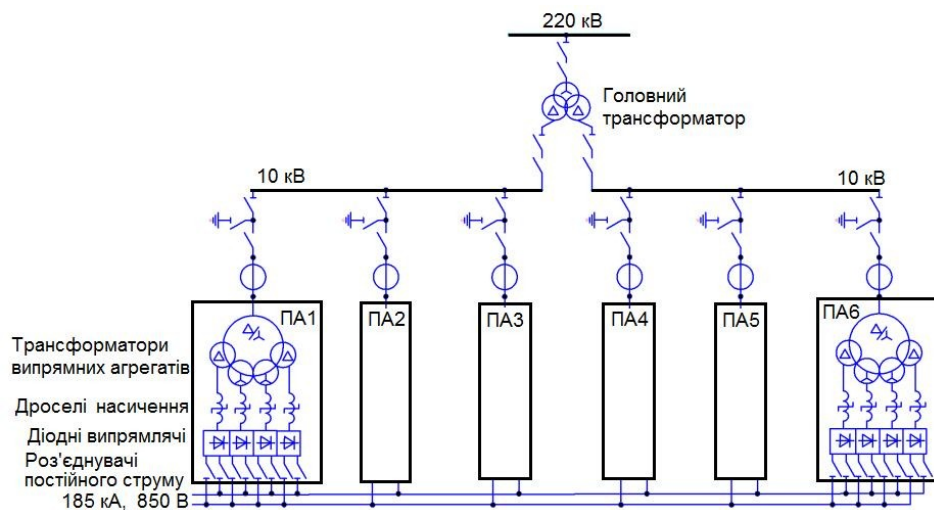 220 кВ
Головний
трансформатор
10 кВ
10 кВ
ПА1
ПА2
ПА3
ПА4
ПА5
ПА6
Трансформатори
випрямних агрегатів
Дроселі насичення
Діодні випрямлячі
Роз'єднувачі
постійного струму
185 кА, 850 В